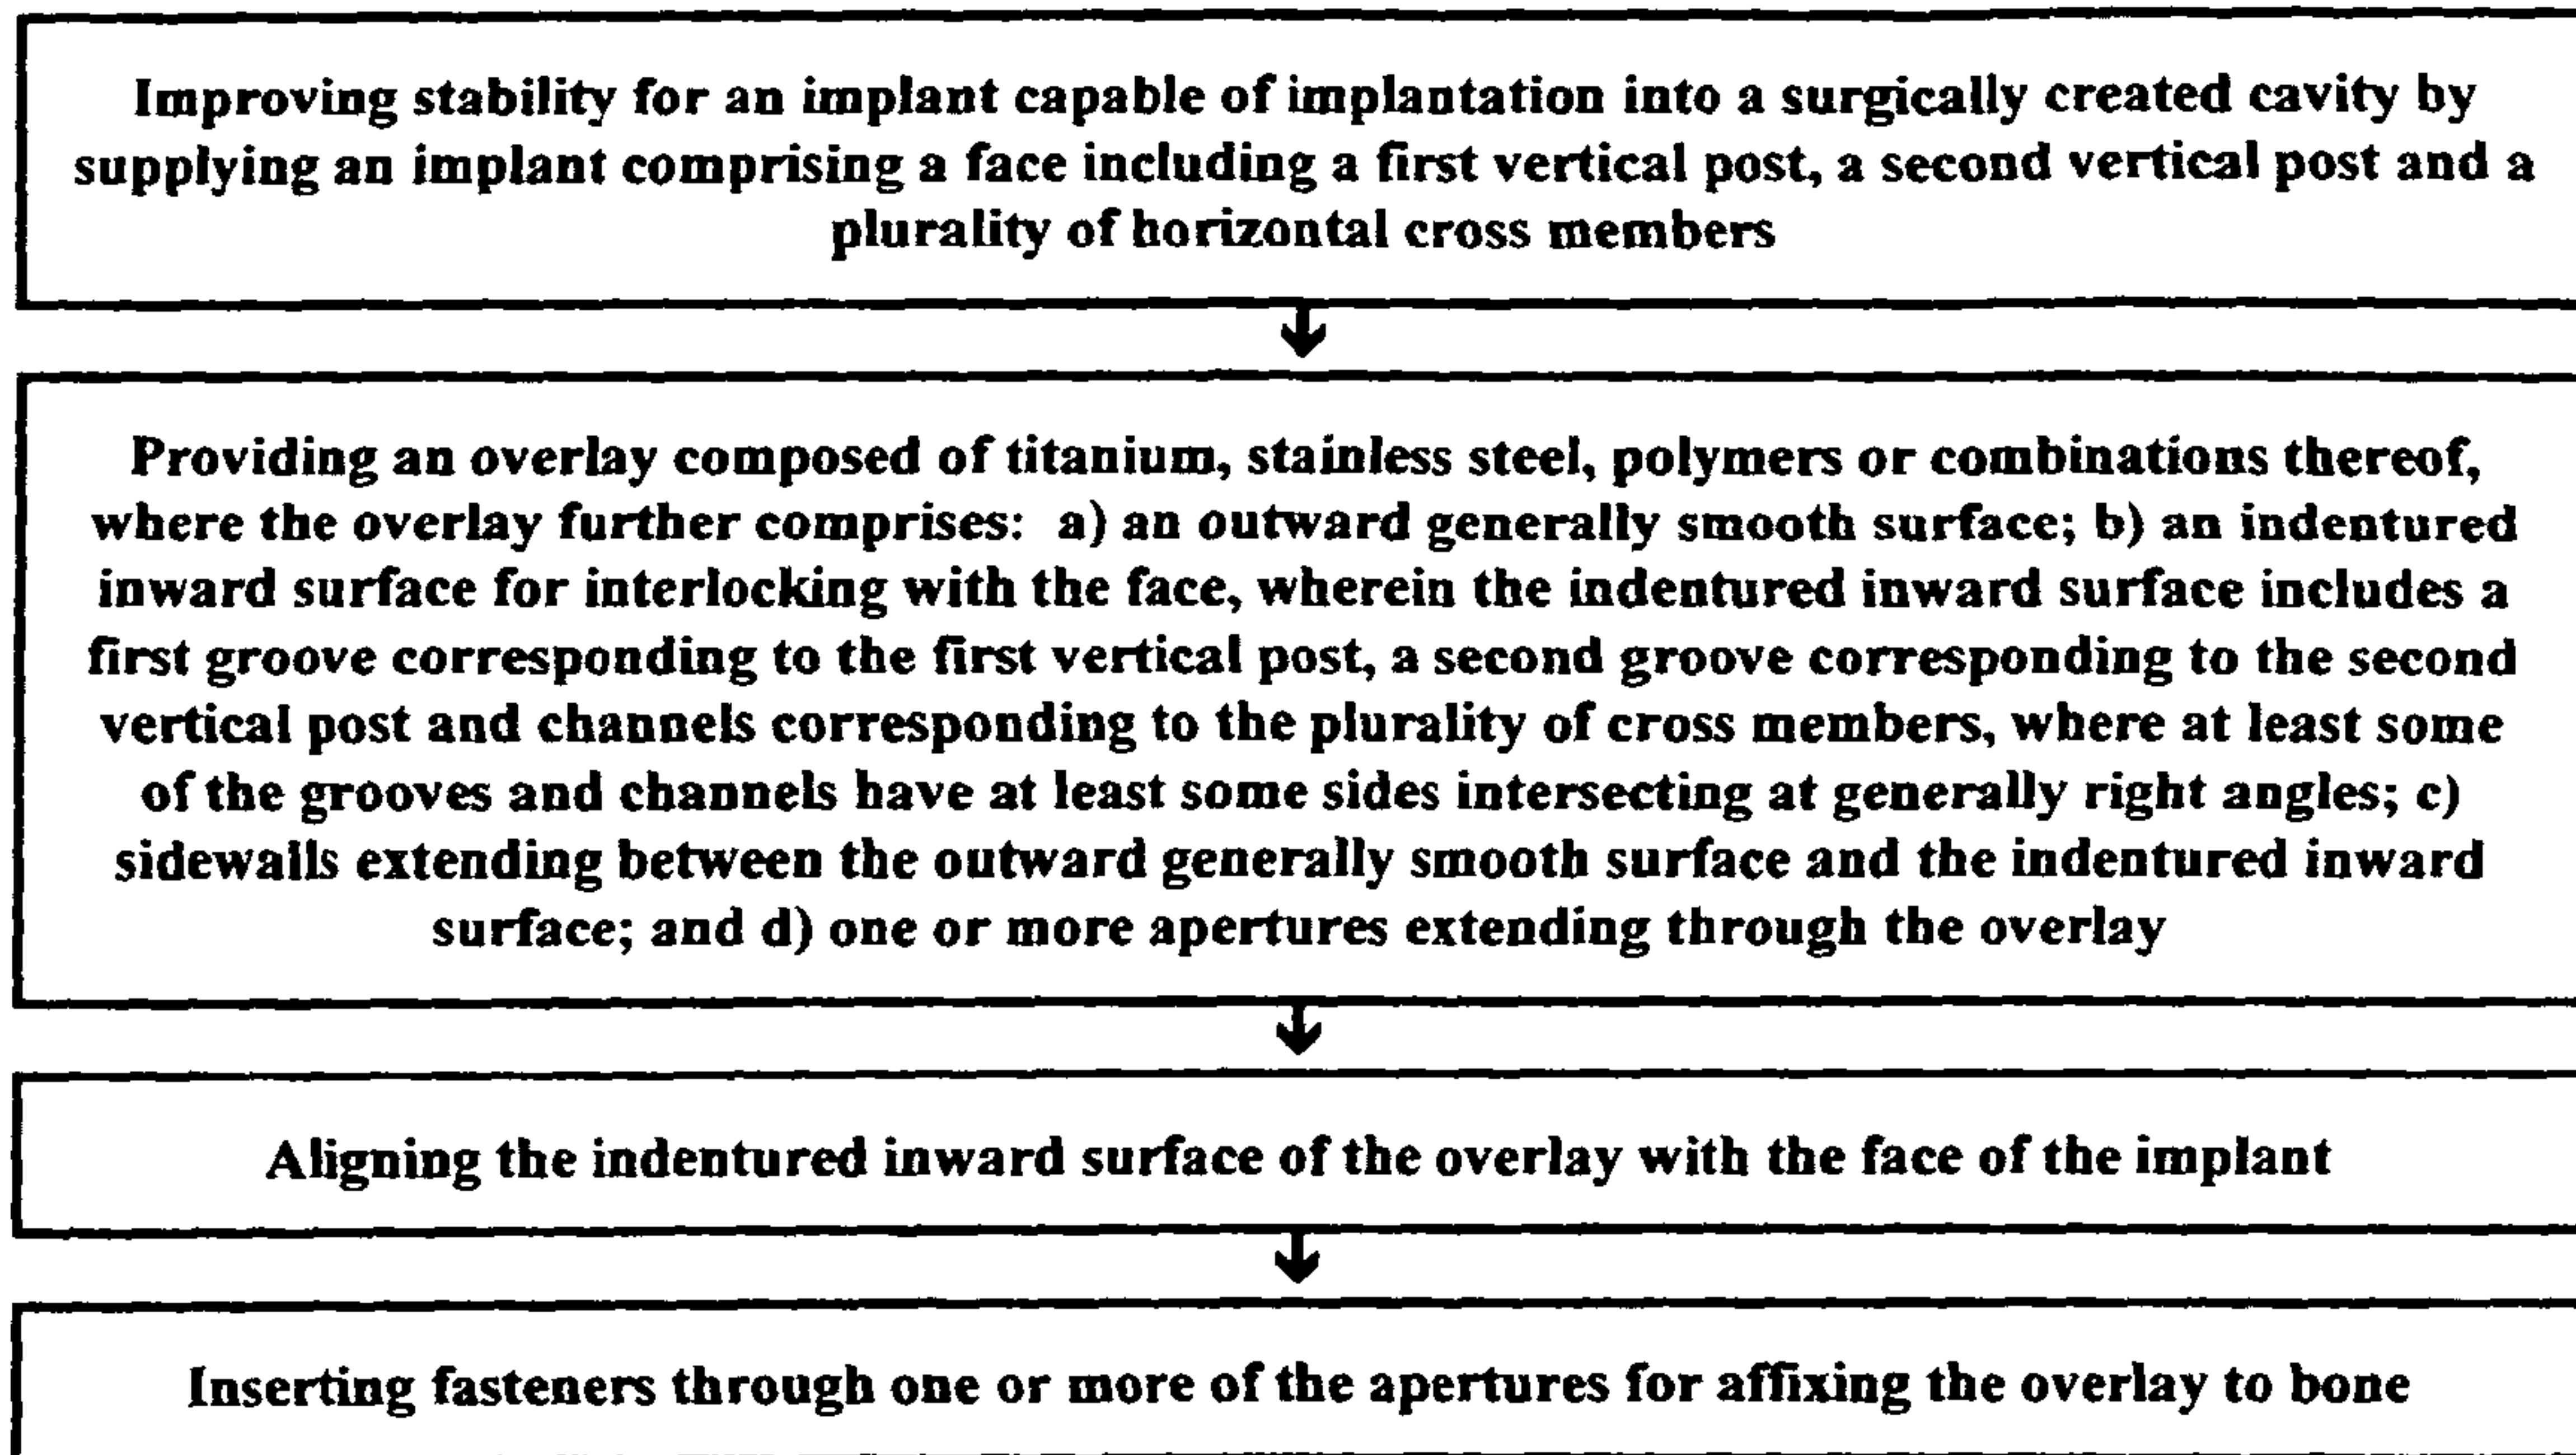 Improving stability for an implant capable of implantation into a surgically created cavity by
supplying an implant comprising a face including a first vertical post, a second vertical post and a
plurality of horizontal cross members
Providing an overlay composed of titanium, stainless steel, polymers or combinations thereof,
where the overlay further comprises: a) an outward generally smooth surface; b) an indentured
inward surface for interlocking with the face, wherein the indentured inward surface includes a
first groove corresponding to the first vertical post, a second groove corresponding to the second
vertical post and channels corresponding to the plurality of cross members, where at least some
of the grooves and channels have at least some sides intersecting at generally right angles; c)
sidewalls extending between the outward generally smooth surface and the indentured inward
surface; and d) one or more apertures extending through the overlay
Aligning the indentured inward surface of the overlay with the face of the implant
Inserting fasteners through one or more of the apertures for affixing the overlay to bone